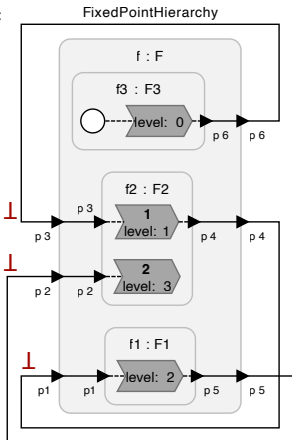 FixedPointHierarchy
f : F
f3 : F3
level: 0
p 6 p 6
f2 : F2
⊥ p 3 p 3 1 level: 1 p 4 p 4
⊥ p 2 p 2 2 level: 3
f1 : F1
⊥ p1 p1 level: 2 p 5 p 5